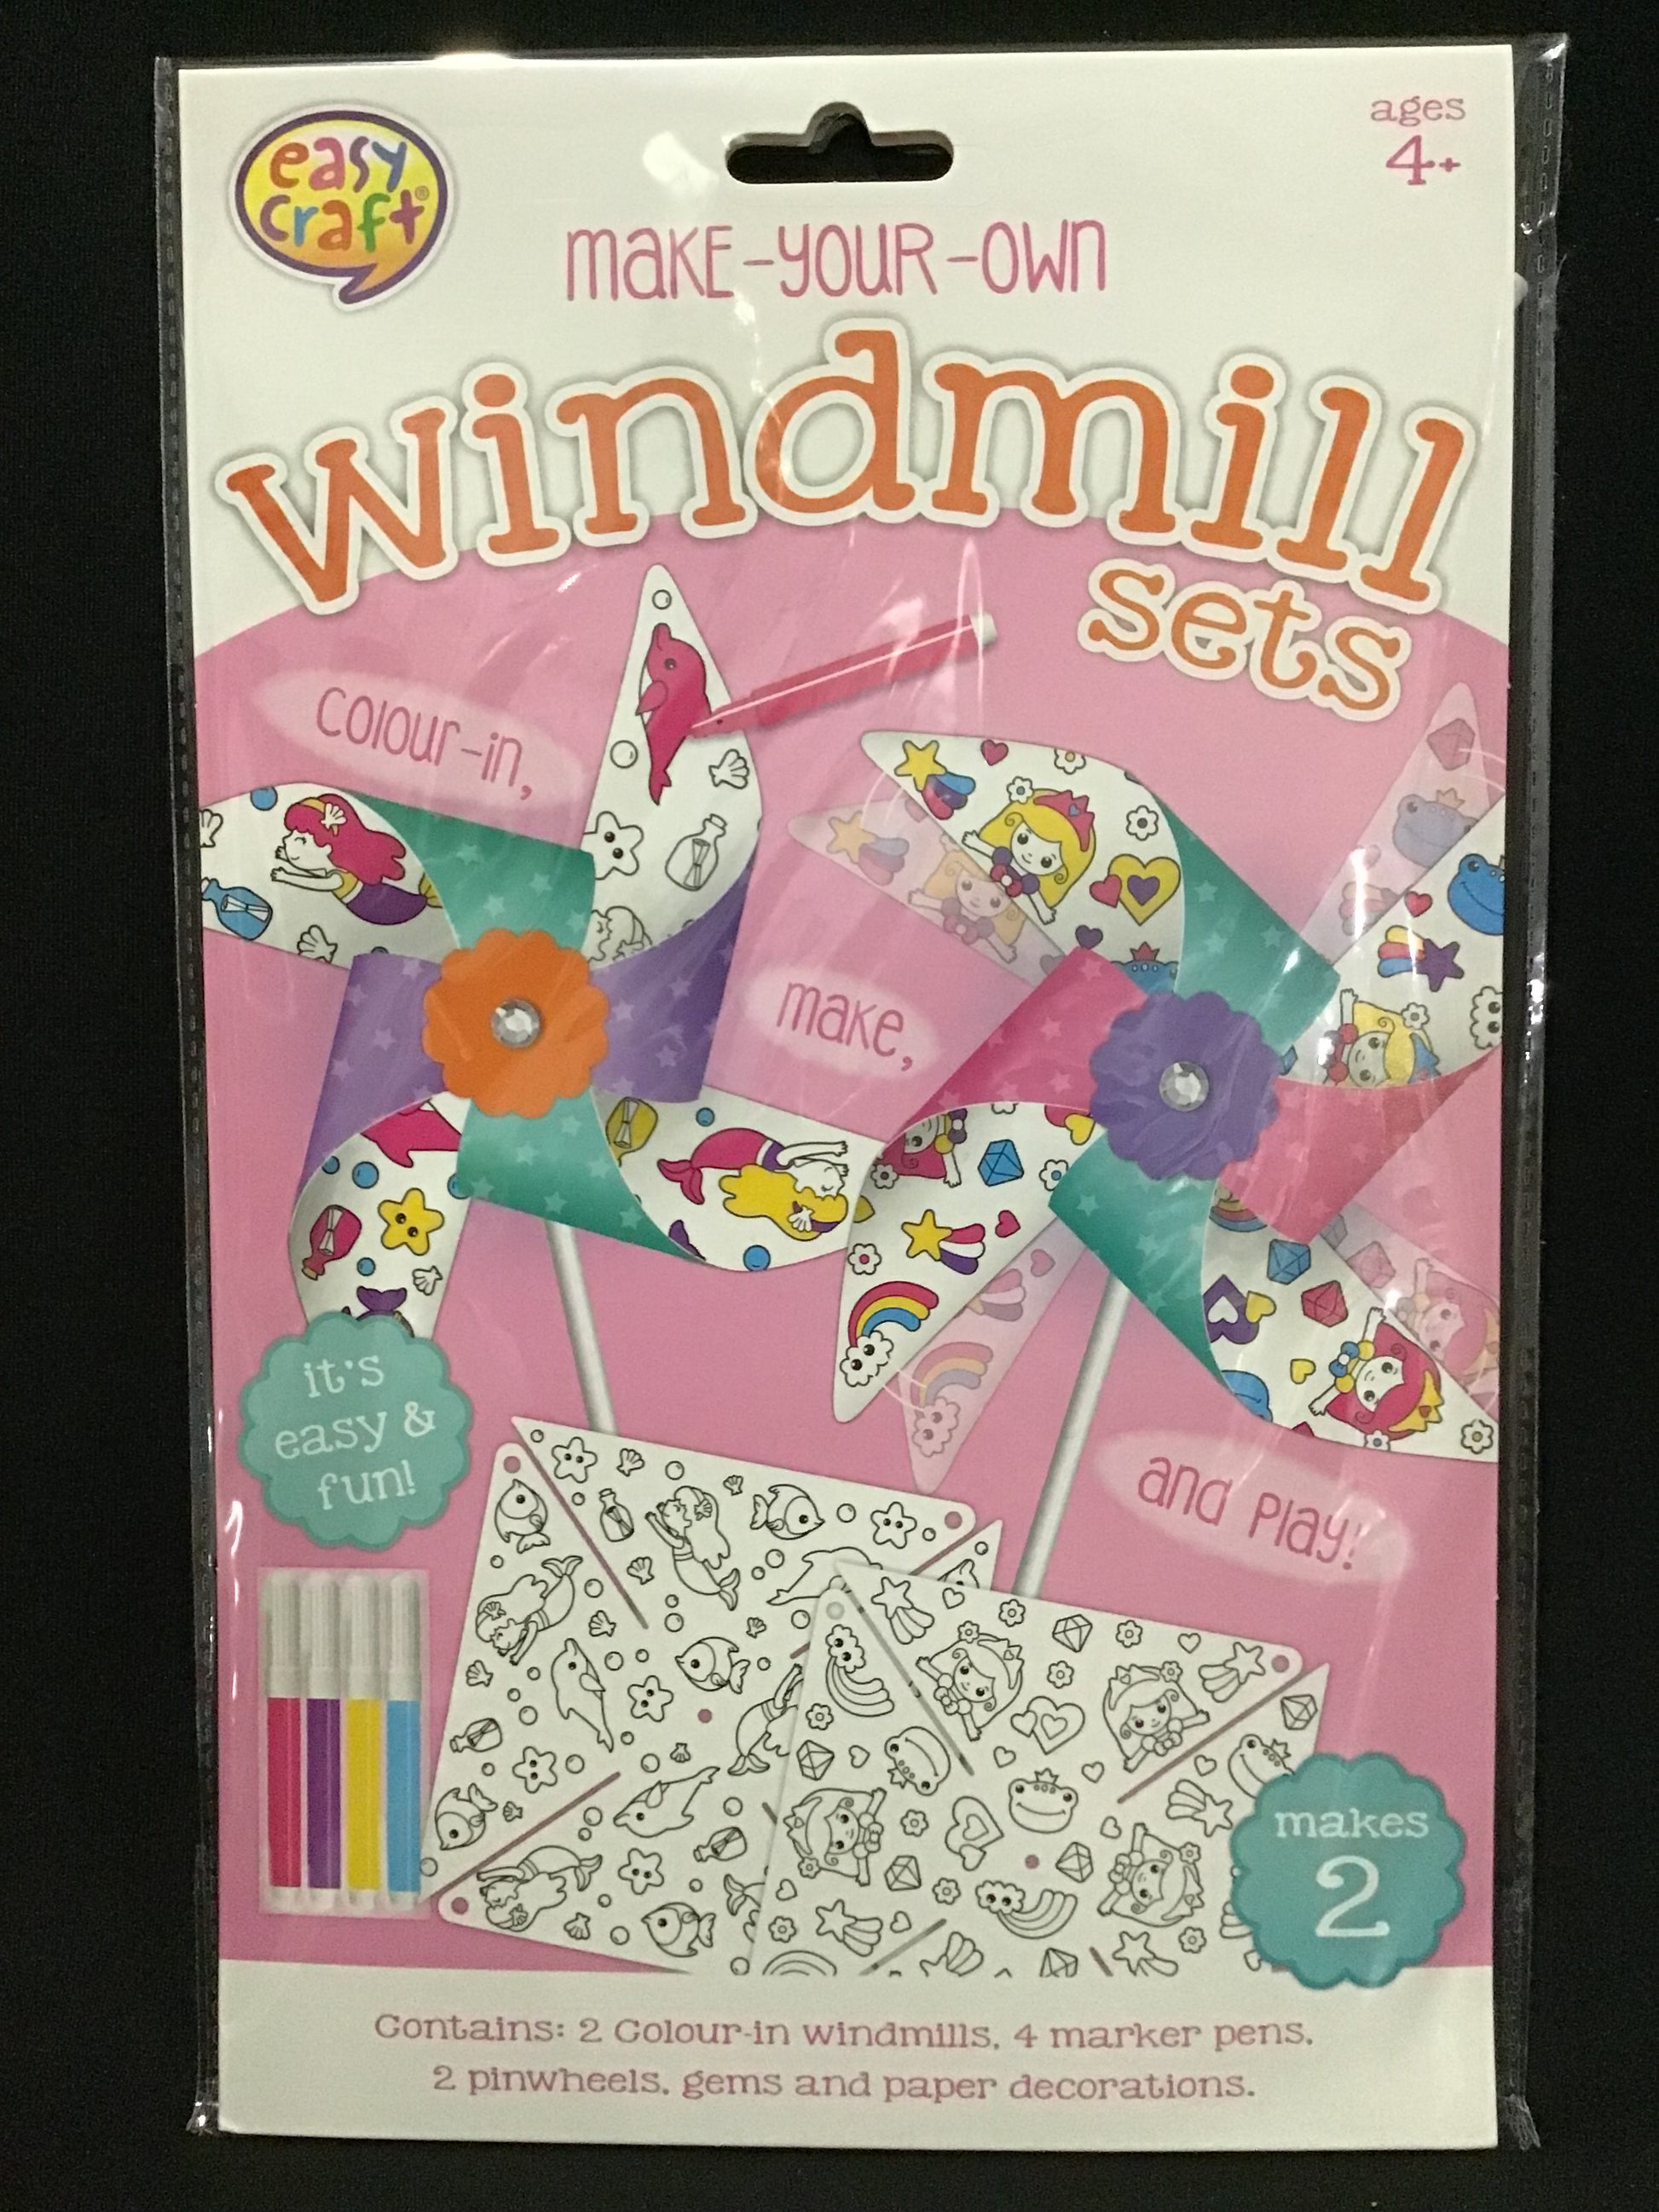 easy
craft®
ages
4+
make-your-own
windmill
sets
colour-in,
make,
it's
easy &
fun!
and play!
makes
2
Contains: 2 Colour-in windmills, 4 marker pens,
2 pinwheels, gems and paper decorations.